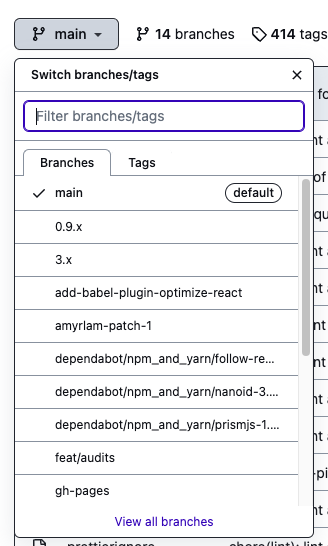 main
14 branches
414 tags
Switch branches/tags
Filter branches/tags
Branches
Tags
main
default
0.9.x
3.x
add-babel-plugin-optimize-react
amyrlam-patch-1
dependabot/npm_and_yarn/follow-re...
dependabot/npm_and_yarn/nanoid-3....
dependabot/npm_and_yarn/prismjs-1....
feat/audits
gh-pages
View all branches